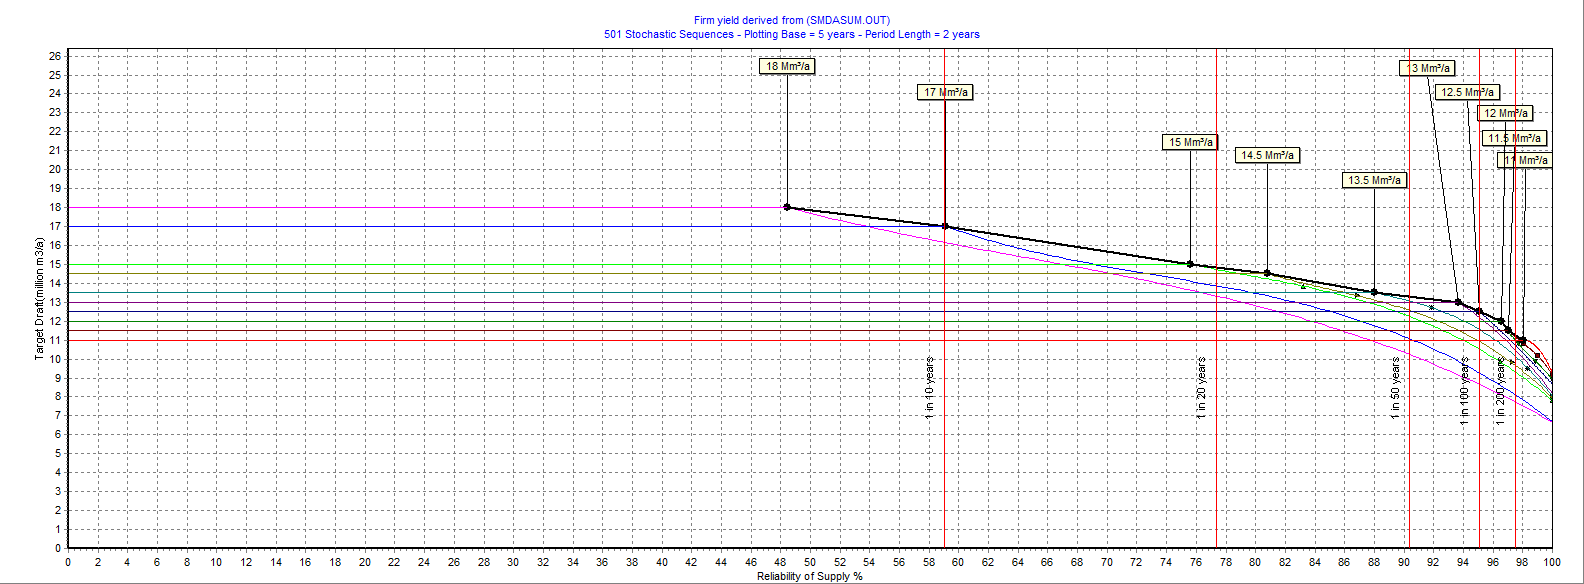 Firm yield derived from (SMDASUM.OUT)
501 Stochastic Sequences - Plotting Base = 5 years - Period Length = 2 years
26
25
24
23
22
21
20
19
18
17
16
15
14
13
12
11
10
9
8
7
6
5
4
3
2
1
0
Target Draft(million m3/a)
18 Mm³/a
17 Mm³/a
15 Mm³/a
14.5 Mm³/a
13.5 Mm³/a
13 Mm³/a
12.5 Mm³/a
12 Mm³/a
11.5 Mm³/a
11 Mm³/a
1 in 10 years
1 in 20 years
1 in 50 years
1 in 100 years
1 in 200 years
0 2 4 6 8 10 12 14 16 18 20 22 24 26 28 30 32 34 36 38 40 42 44 46 48 50 52 54 56 58 60 62 64 66 68 70 72 74 76 78 80 82 84 86 88 90 92 94 96 98 100
Reliability of Supply %